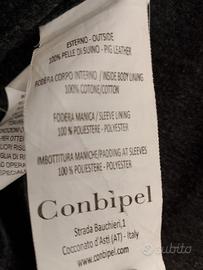 ESTERNO - OUTSIDE
100% PELLE DI SUINO - PIG LEATHER
FODERA CORPO INTERNO / INSIDE BODY LINING
100% COTONE/COTTON
FODERA MANICA / SLEEVE LINING
100 % POLIESTERE - POLYESTER
IMBOTTITURA MANICHE/PADDING AT SLEEVES
100 % POLIESTERE - POLYESTER
Conbìpel
Strada Bauchieri,1
Cocconato d'Asti (AT) - Italy
www.conbipel.com
subito